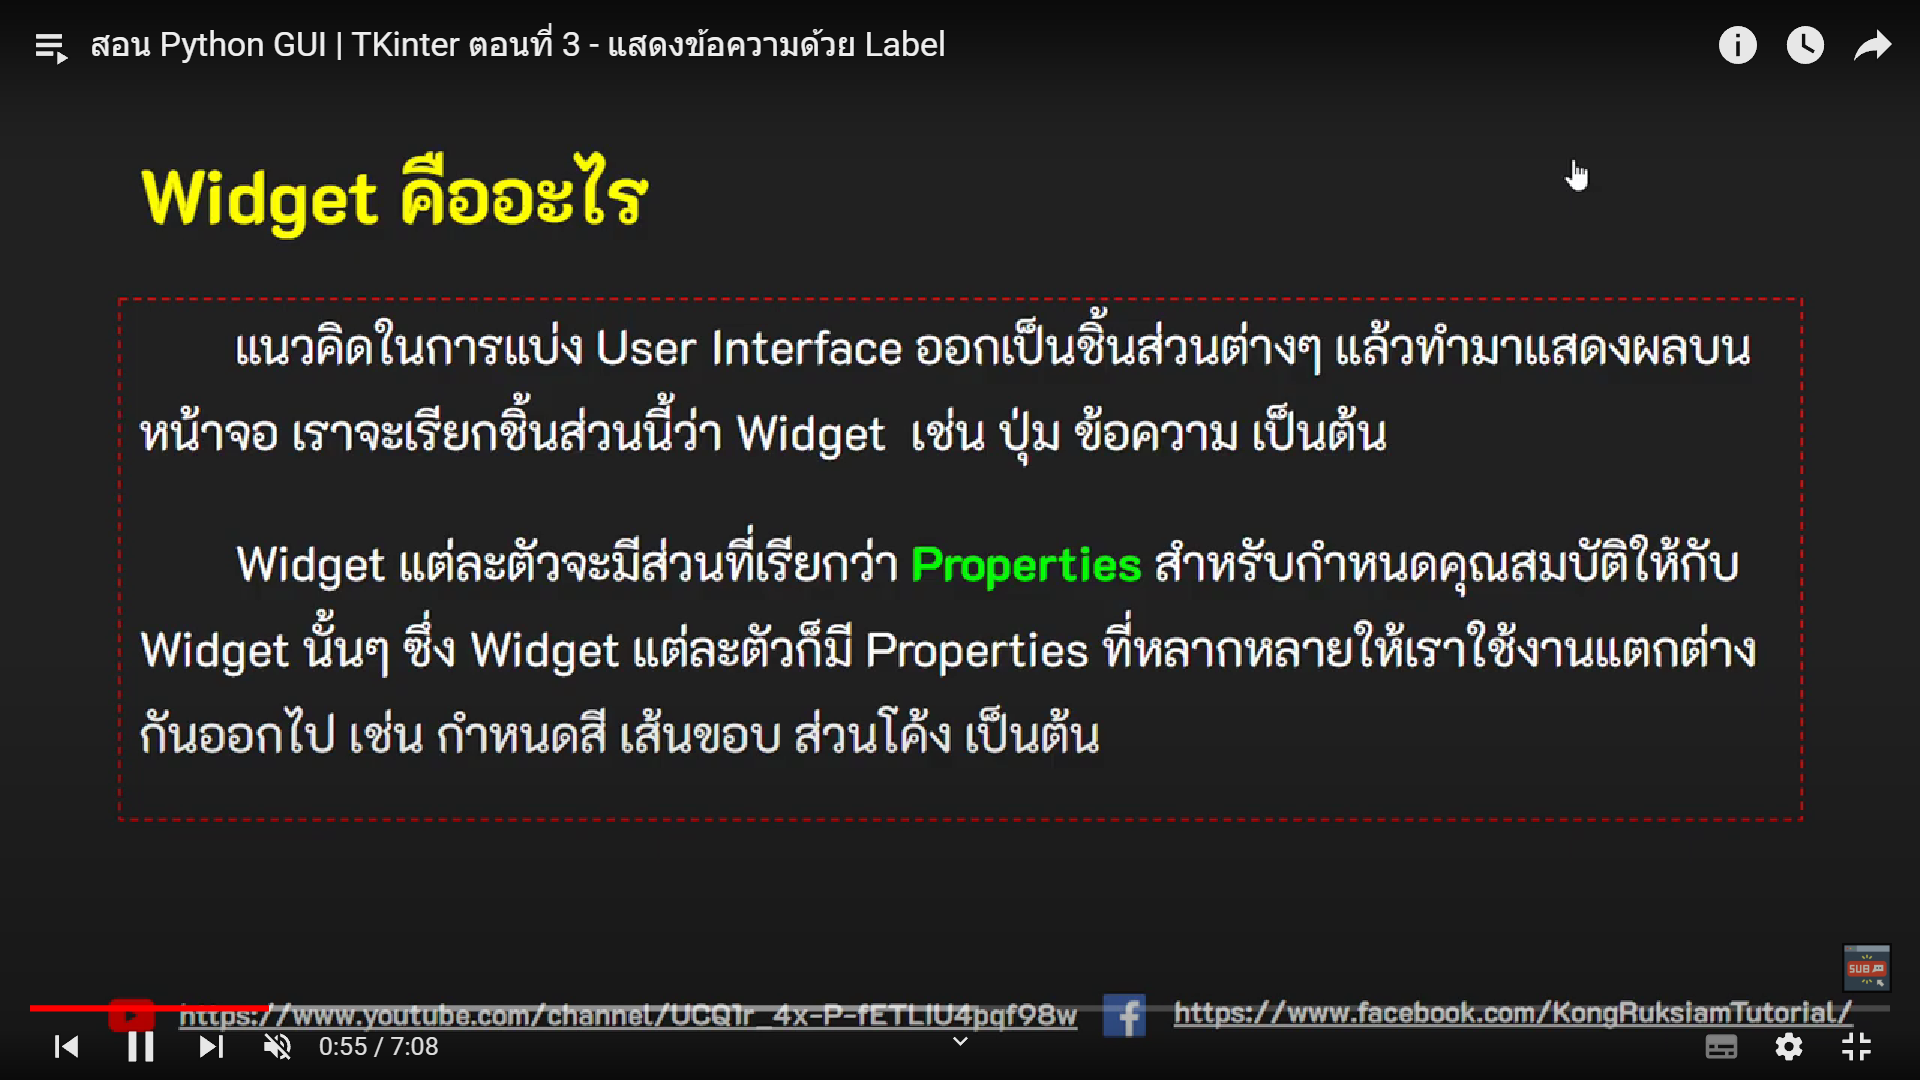 สอน Python GUI | TKinter ตอนที่ 3 - แสดงข้อความด้วย Label
Widget คืออะไร
แนวคิดในการแบ่ง User Interface ออกเป็นชิ้นส่วนต่างๆ แล้วทำมาแสดงผลบน
หน้าจอ เราจะเรียกชิ้นส่วนนี้ว่า Widget เช่น ปุ่ม ข้อความ เป็นต้น
Widget แต่ละตัวจะมีส่วนที่เรียกว่า Properties สำหรับกำหนดคุณสมบัติให้กับ
Widget นั้นๆ ซึ่ง Widget แต่ละตัวก็มี Properties ที่หลากหลายให้เราใช้งานแตกต่าง
กันออกไป เช่น กำหนดสี เส้นขอบ ส่วนโค้ง เป็นต้น
SUB
https://www.youtube.com/channel/UCQ1r_4x-P-fETLIU4pqf98w https://www.facebook.com/KongRuksiamTutorial/
0:55 / 7:08